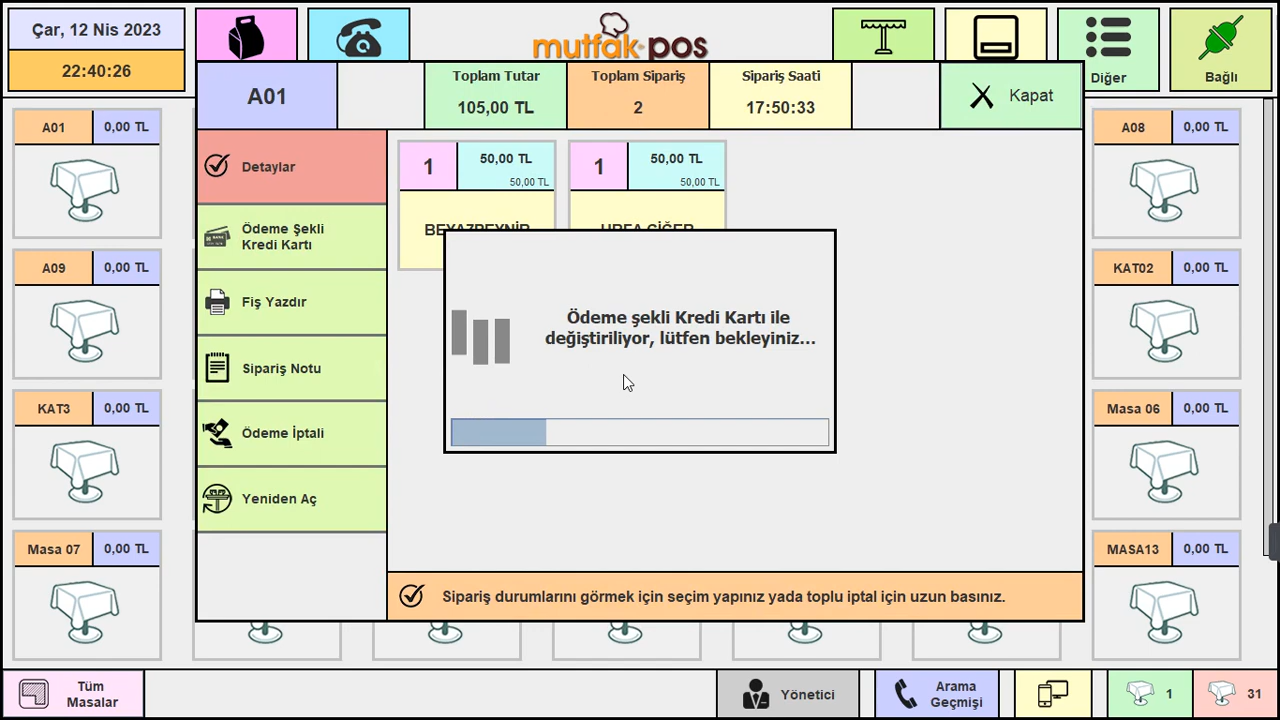 Çar, 12 Nis 2023
22:40:26
mutfak pos
Diğer
Bağlı
A01
Toplam Tutar
105,00 TL
Toplam Sipariş
2
Sipariş Saati
17:50:33
Kapat
A01 0,00 TL
A08 0,00 TL
Detaylar
Ödeme Şekli
Kredi Kartı
Fiş Yazdır
Sipariş Notu
Ödeme İptali
Yeniden Aç
1 50,00 TL
50,00 TL
1 50,00 TL
50,00 TL
Ödeme şekli Kredi Kartı ile
değiştiriliyor, lütfen bekleyiniz...
A09 0,00 TL
KAT02 0,00 TL
KAT3 0,00 TL
Masa 06 0,00 TL
Masa 07 0,00 TL
MASA13 0,00 TL
Sipariş durumlarını görmek için seçim yapınız yada toplu iptal için uzun basınız.
Tüm
Masalar
Yönetici
Arama
Geçmişi
1
31